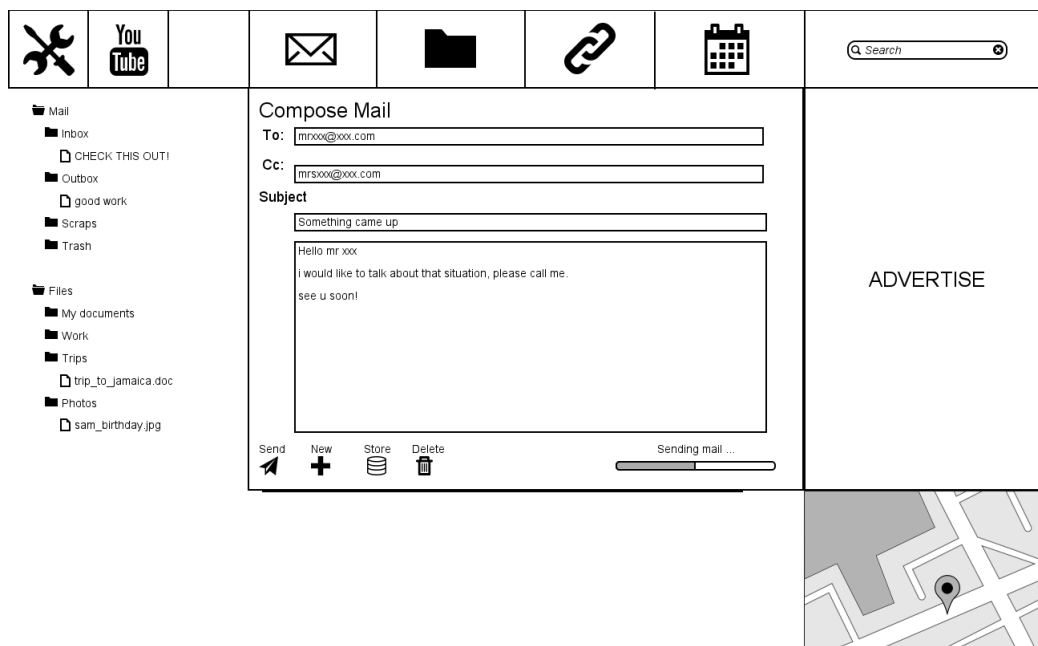 You
Tube
Search
Mail
Inbox
CHECK THIS OUT!
Outbox
good work
Scraps
Trash
Files
My documents
Work
Trips
trip_to_jamaica.doc
Photos
sam_birthday.jpg
Compose Mail
To: mrxxx@xxx.com
Cc: mrsxxx@xxx.com
Subject
Something came up
Hello mr xxx
i would like to talk about that situation, please call me.
see u soon!
Send New Store Delete Sending mail ...
ADVERTISE